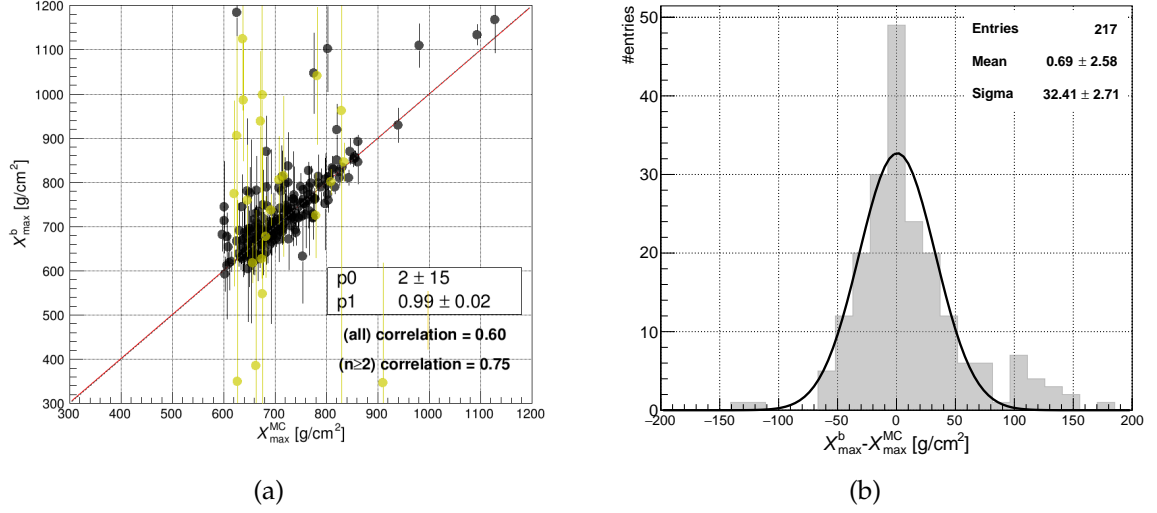 1200
1100
1000
900
800
700
600
500
400
300
X^b_max [g/cm²]
p0 2 ± 15
p1 0.99 ± 0.02
(all) correlation = 0.60
(n≥2) correlation = 0.75
300 400 500 600 700 800 900 1000 1100 1200
X^MC_max [g/cm²]
(a)
#entries
50
40
30
20
10
0
Entries 217
Mean 0.69 ± 2.58
Sigma 32.41 ± 2.71
−200 −150 −100 −50 0 50 100 150 200
X^b_max-X^MC_max [g/cm²]
(b)